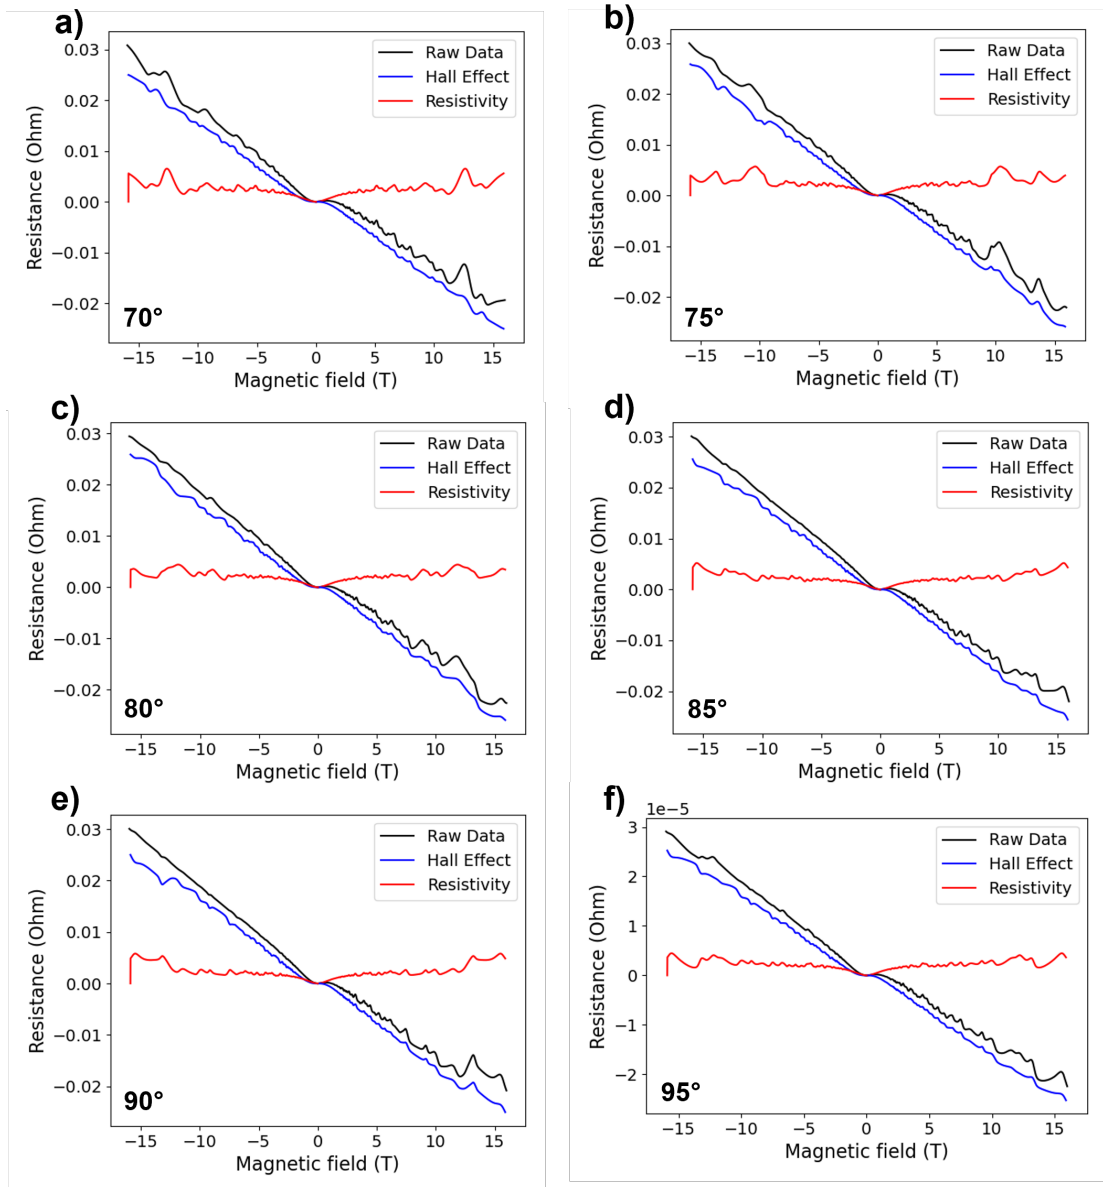 a)
Resistance (Ohm)
0.03
0.02
0.01
0.00
−0.01
−0.02
Raw Data
Hall Effect
Resistivity
70°
−15 −10 −5 0 5 10 15
Magnetic field (T)
b)
Resistance (Ohm)
0.03
0.02
0.01
0.00
−0.01
−0.02
Raw Data
Hall Effect
Resistivity
75°
−15 −10 −5 0 5 10 15
Magnetic field (T)
c)
Resistance (Ohm)
0.03
0.02
0.01
0.00
−0.01
−0.02
Raw Data
Hall Effect
Resistivity
80°
−15 −10 −5 0 5 10 15
Magnetic field (T)
d)
Resistance (Ohm)
0.03
0.02
0.01
0.00
−0.01
−0.02
Raw Data
Hall Effect
Resistivity
85°
−15 −10 −5 0 5 10 15
Magnetic field (T)
e)
Resistance (Ohm)
0.03
0.02
0.01
0.00
−0.01
−0.02
Raw Data
Hall Effect
Resistivity
90°
−15 −10 −5 0 5 10 15
Magnetic field (T)
f)
1e−5
Resistance (Ohm)
3
2
1
0
−1
−2
Raw Data
Hall Effect
Resistivity
95°
−15 −10 −5 0 5 10 15
Magnetic field (T)